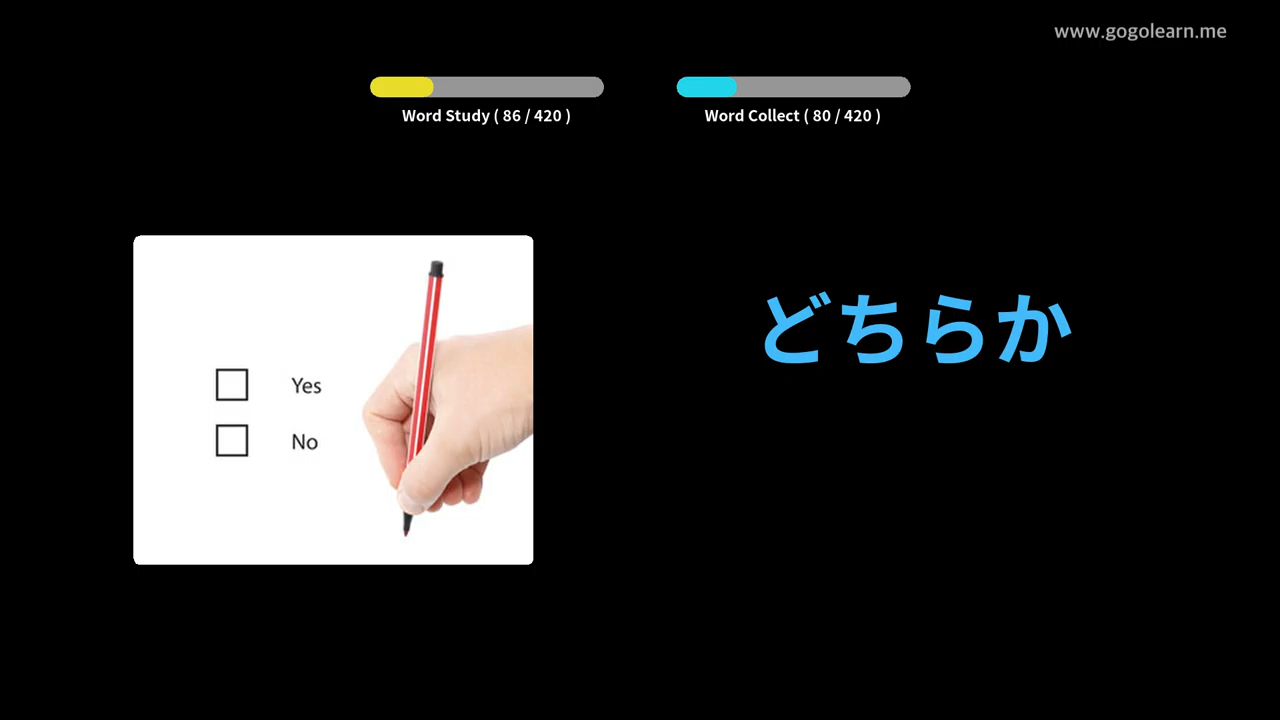 www.gogolearn.me
Word Study ( 86 / 420 )
Word Collect ( 80 / 420 )
Yes
No
どちらか